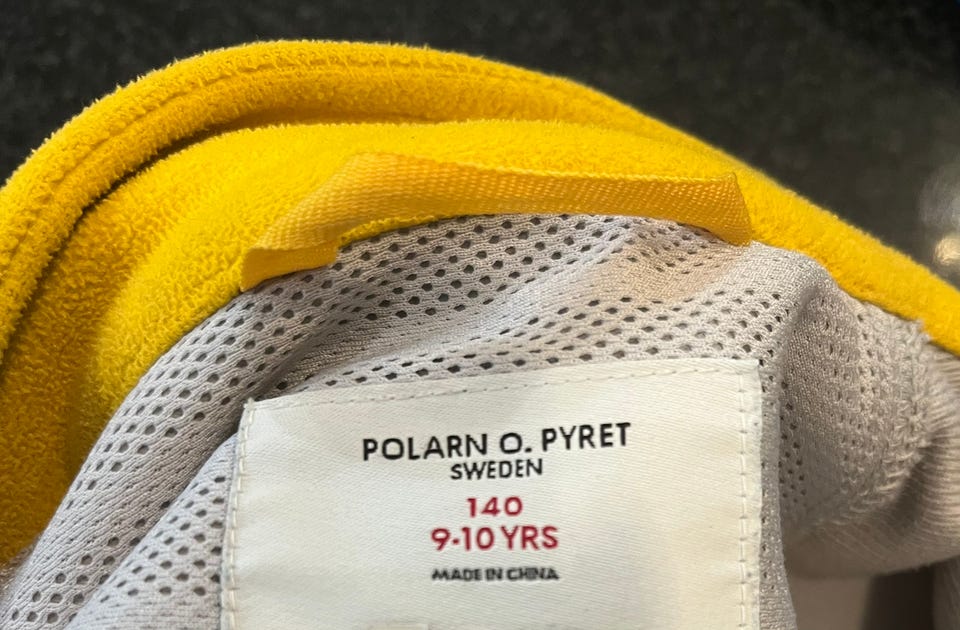 POLARN O. PYRET
SWEDEN
140
9-10 YRS
MADE IN CHINA